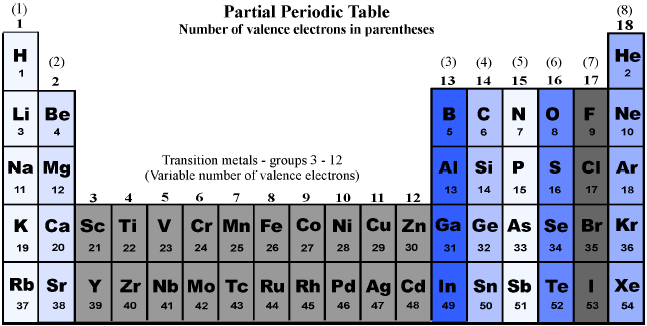 (1) Partial Periodic Table (8)
1 Number of valence electrons in parentheses 18
H (2) (3) (4) (5) (6) (7) He
1 2 13 14 15 16 17 2
Li Be B C N O F Ne
3 4 5 6 7 8 9 10
Na Mg Transition metals - groups 3 - 12 Al Si P S Cl Ar
11 12 (Variable number of valence electrons) 13 14 15 16 17 18
3 4 5 6 7 8 9 10 11 12
K Ca Sc Ti V Cr Mn Fe Co Ni Cu Zn Ga Ge As Se Br Kr
19 20 21 22 23 24 25 26 27 28 29 30 31 32 33 34 35 36
Rb Sr Y Zr Nb Mo Tc Ru Rh Pd Ag Cd In Sn Sb Te I Xe
37 38 39 40 41 42 43 44 45 46 47 48 49 50 51 52 53 54